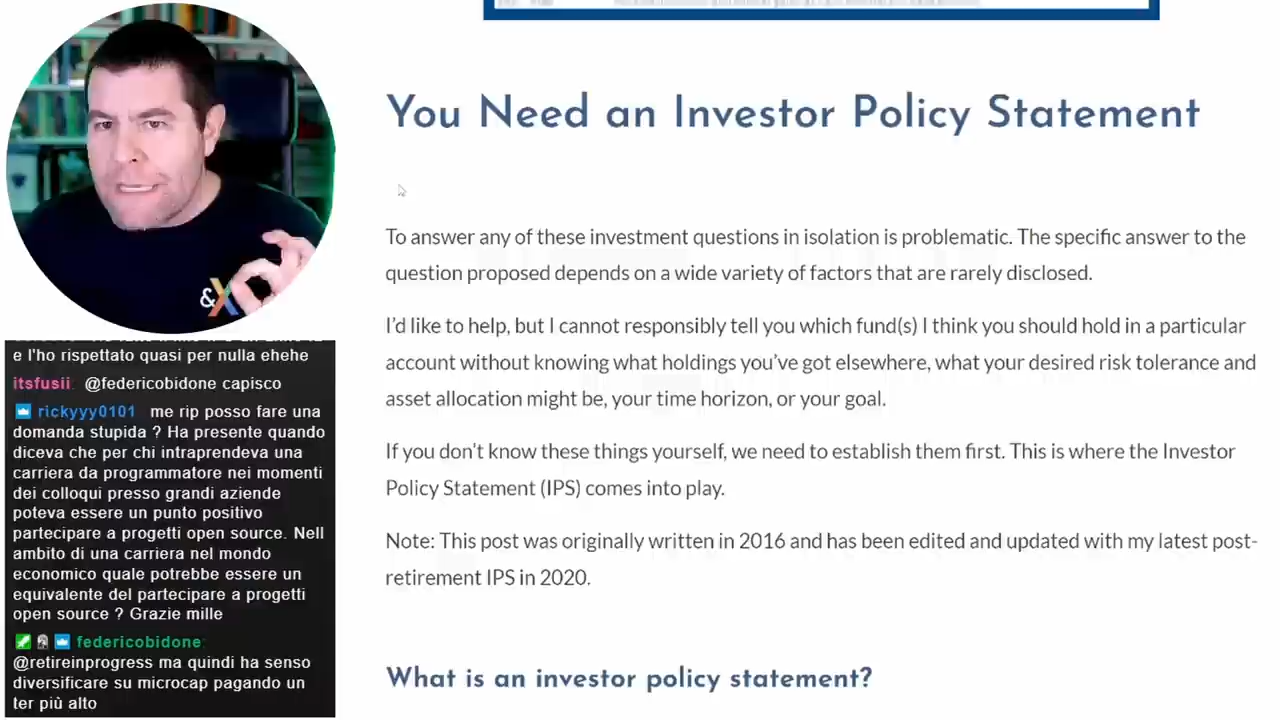 You Need an Investor Policy Statement
To answer any of these investment questions in isolation is problematic. The specific answer to the
question proposed depends on a wide variety of factors that are rarely disclosed.
I'd like to help, but I cannot responsibly tell you which fund(s) I think you should hold in a particular
account without knowing what holdings you've got elsewhere, what your desired risk tolerance and
asset allocation might be, your time horizon, or your goal.
If you don't know these things yourself, we need to establish them first. This is where the Investor
Policy Statement (IPS) comes into play.
Note: This post was originally written in 2016 and has been edited and updated with my latest post-
retirement IPS in 2020.
What is an investor policy statement?
&X
e l'ho rispettato quasi per nulla ehehe
itsfusii: @federicobidone capisco
rickyyy0101 me rip posso fare una
domanda stupida ? Ha presente quando
diceva che per chi intraprendeva una
carriera da programmatore nei momenti
dei colloqui presso grandi aziende
poteva essere un punto positivo
partecipare a progetti open source. Nell
ambito di una carriera nel mondo
economico quale potrebbe essere un
equivalente del partecipare a progetti
open source ? Grazie mille
federicobidone:
@retireinprogress ma quindi ha senso
diversificare su microcap pagando un
ter più alto